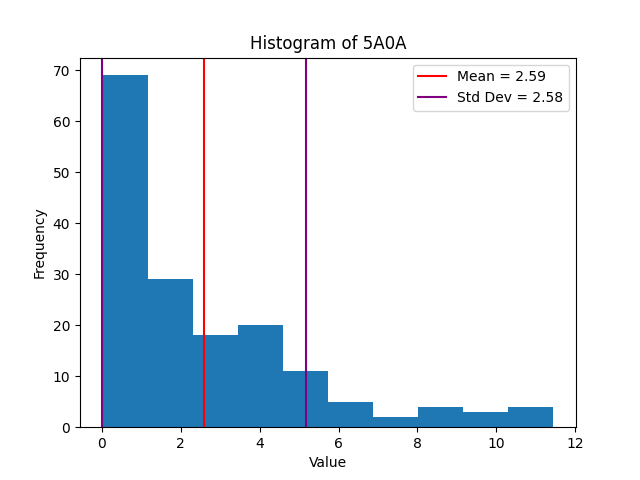 Histogram of 5A0A
Mean = 2.59
Std Dev = 2.58
Frequency
70
60
50
40
30
20
10
0
0 2 4 6 8 10 12
Value